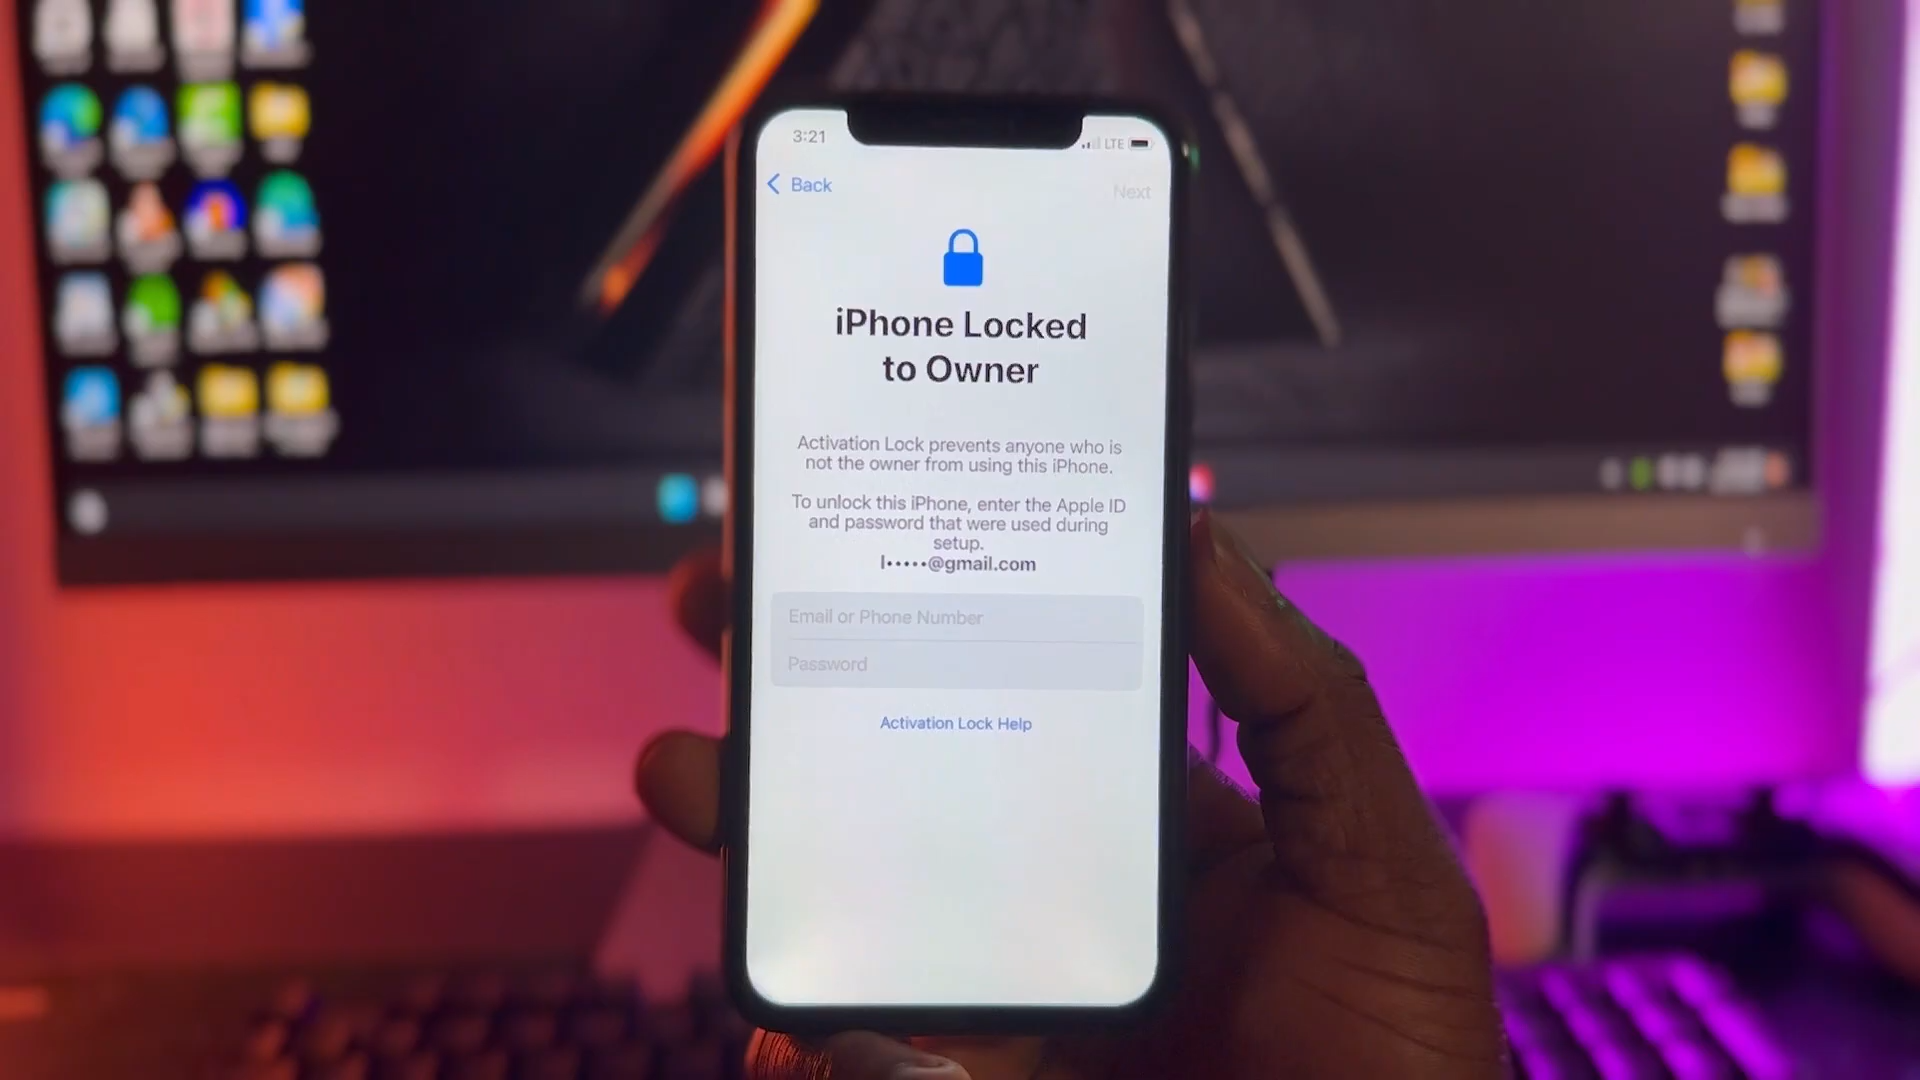 3:21
LTE
Back
Next
iPhone Locked
to Owner
Activation Lock prevents anyone who is
not the owner from using this iPhone.
To unlock this iPhone, enter the Apple ID
and password that were used during
setup.
l•••••@gmail.com
Email or Phone Number
Password
Activation Lock Help